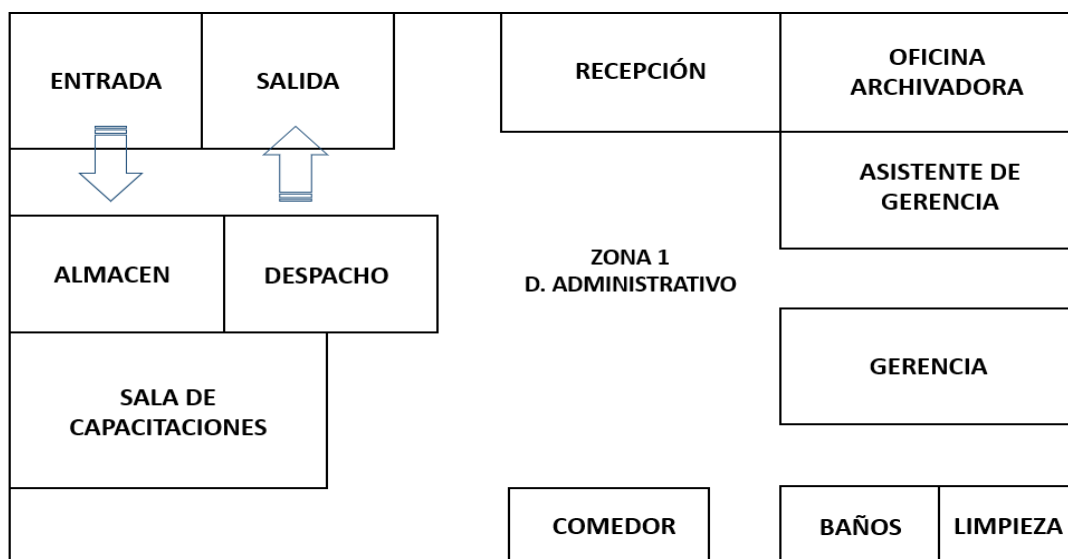 ENTRADA
SALIDA
RECEPCIÓN
OFICINA
ARCHIVADORA
ASISTENTE DE
GERENCIA
ALMACEN
DESPACHO
ZONA 1
D. ADMINISTRATIVO
GERENCIA
SALA DE
CAPACITACIONES
COMEDOR
BAÑOS
LIMPIEZA